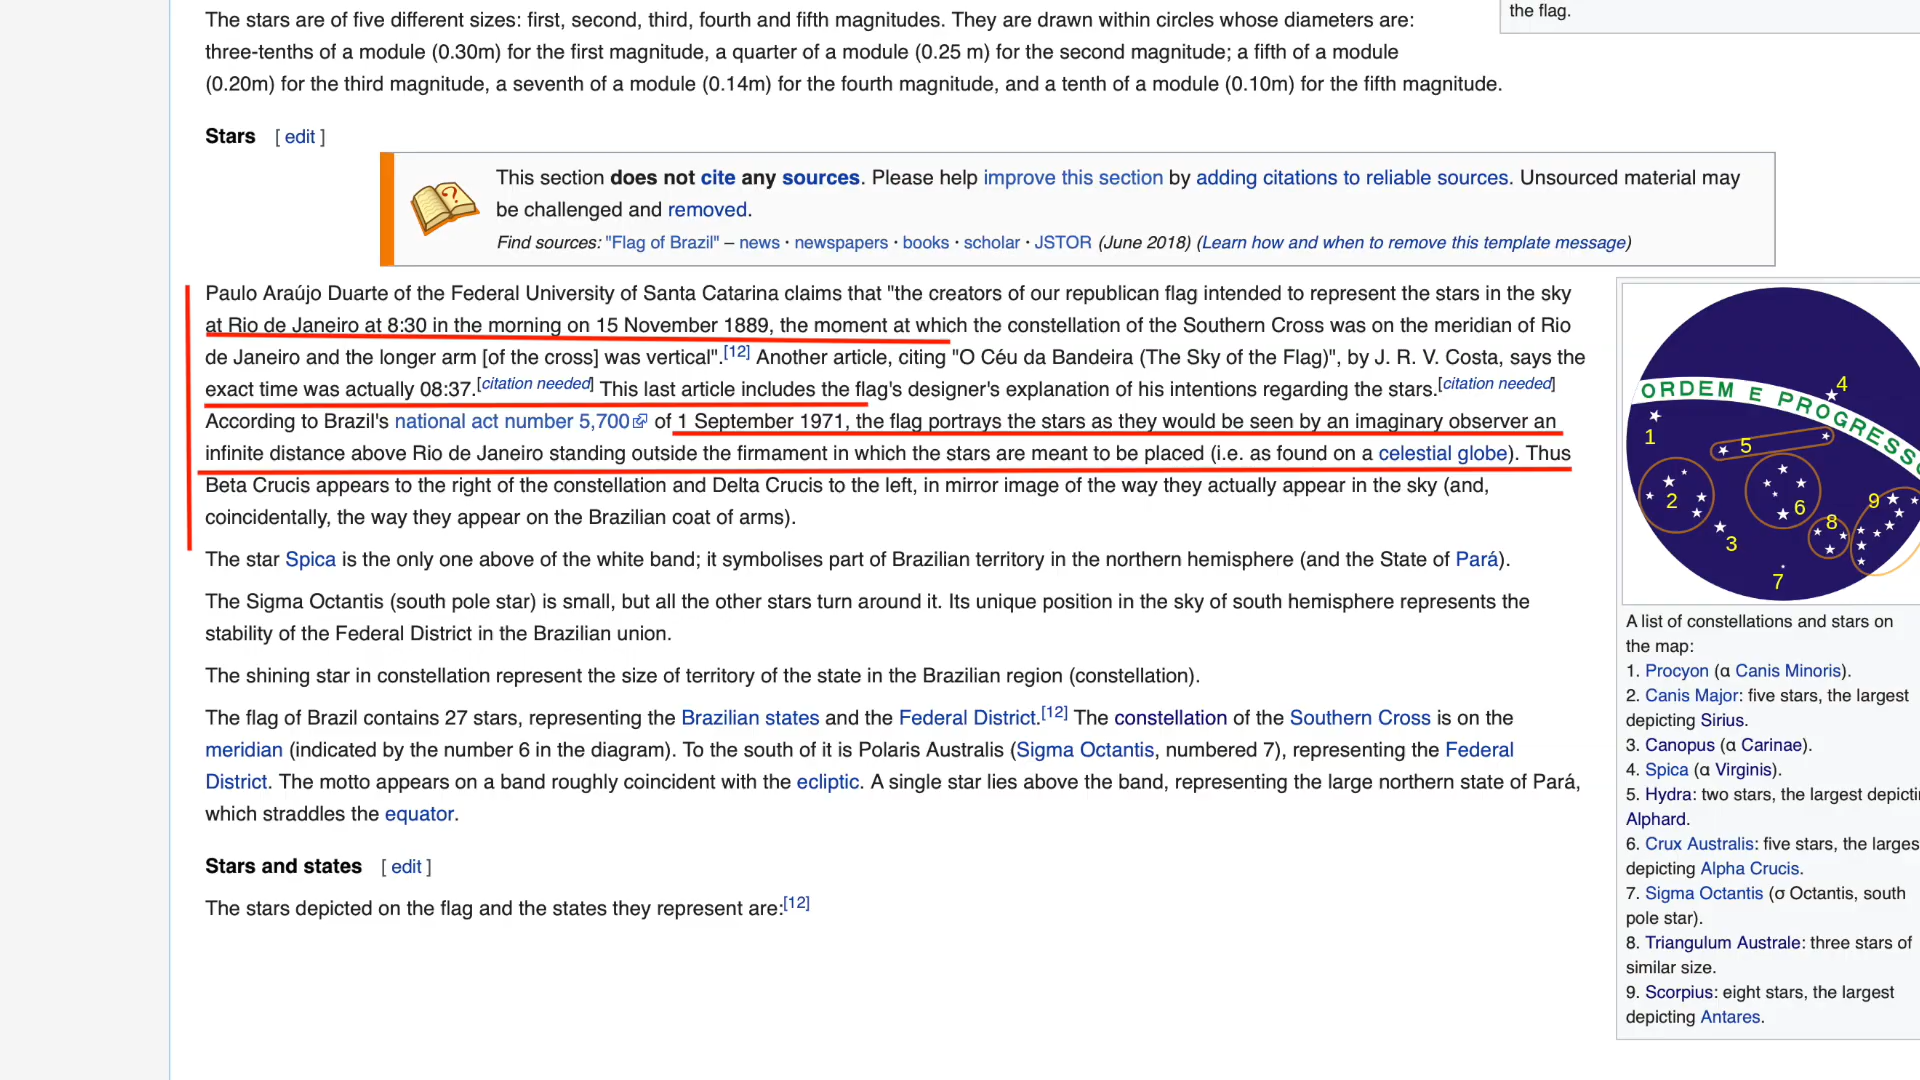 The stars are of five different sizes: first, second, third, fourth and fifth magnitudes. They are drawn within circles whose diameters are:
three-tenths of a module (0.30m) for the first magnitude, a quarter of a module (0.25 m) for the second magnitude; a fifth of a module
(0.20m) for the third magnitude, a seventh of a module (0.14m) for the fourth magnitude, and a tenth of a module (0.10m) for the fifth magnitude.
the flag.
Stars [ edit ]
This section does not cite any sources. Please help improve this section by adding citations to reliable sources. Unsourced material may
be challenged and removed.
Find sources: "Flag of Brazil" – news · newspapers · books · scholar · JSTOR (June 2018) (Learn how and when to remove this template message)
Paulo Araújo Duarte of the Federal University of Santa Catarina claims that "the creators of our republican flag intended to represent the stars in the sky
at Rio de Janeiro at 8:30 in the morning on 15 November 1889, the moment at which the constellation of the Southern Cross was on the meridian of Rio
de Janeiro and the longer arm [of the cross] was vertical".[12] Another article, citing "O Céu da Bandeira (The Sky of the Flag)", by J. R. V. Costa, says the
exact time was actually 08:37.[citation needed] This last article includes the flag's designer's explanation of his intentions regarding the stars.[citation needed]
According to Brazil's national act number 5,700 of 1 September 1971, the flag portrays the stars as they would be seen by an imaginary observer an
infinite distance above Rio de Janeiro standing outside the firmament in which the stars are meant to be placed (i.e. as found on a celestial globe). Thus
Beta Crucis appears to the right of the constellation and Delta Crucis to the left, in mirror image of the way they actually appear in the sky (and,
coincidentally, the way they appear on the Brazilian coat of arms).
The star Spica is the only one above of the white band; it symbolises part of Brazilian territory in the northern hemisphere (and the State of Pará).
The Sigma Octantis (south pole star) is small, but all the other stars turn around it. Its unique position in the sky of south hemisphere represents the
stability of the Federal District in the Brazilian union.
The shining star in constellation represent the size of territory of the state in the Brazilian region (constellation).
The flag of Brazil contains 27 stars, representing the Brazilian states and the Federal District.[12] The constellation of the Southern Cross is on the
meridian (indicated by the number 6 in the diagram). To the south of it is Polaris Australis (Sigma Octantis, numbered 7), representing the Federal
District. The motto appears on a band roughly coincident with the ecliptic. A single star lies above the band, representing the large northern state of Pará,
which straddles the equator.
Stars and states [ edit ]
The stars depicted on the flag and the states they represent are:[12]
ORDEM E PROGRESSO
4
1
5
2
6
9
8
3
7
A list of constellations and stars on
the map:
1. Procyon (α Canis Minoris).
2. Canis Major: five stars, the largest
depicting Sirius.
3. Canopus (α Carinae).
4. Spica (α Virginis).
5. Hydra: two stars, the largest depicti
Alphard.
6. Crux Australis: five stars, the larges
depicting Alpha Crucis.
7. Sigma Octantis (σ Octantis, south
pole star).
8. Triangulum Australe: three stars of
similar size.
9. Scorpius: eight stars, the largest
depicting Antares.